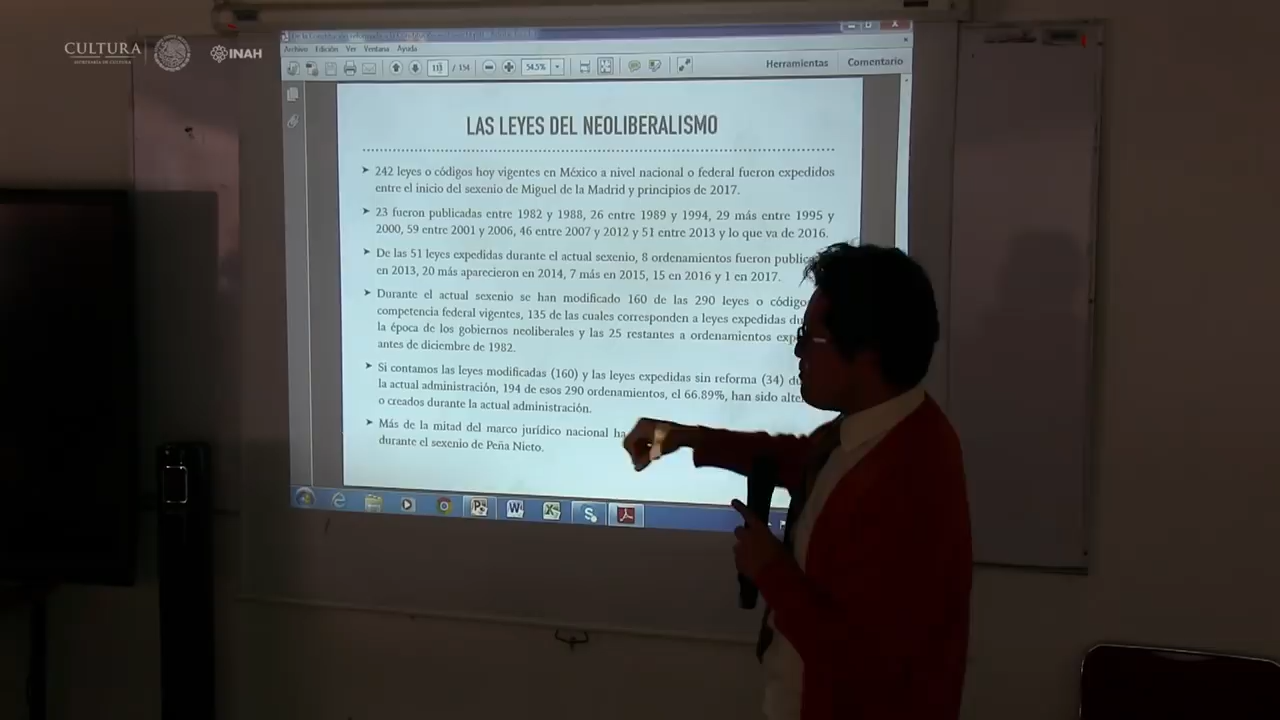 CULTURA
SECRETARÍA DE CULTURA
INAH
Archivo Edición Ver Ventana Ayuda
113 / 154
54.5%
Herramientas Comentario
LAS LEYES DEL NEOLIBERALISMO
➤ 242 leyes o códigos hoy vigentes en México a nivel nacional o federal fueron expedidos
entre el inicio del sexenio de Miguel de la Madrid y principios de 2017.
➤ 23 fueron publicadas entre 1982 y 1988, 26 entre 1989 y 1994, 29 más entre 1995 y
2000, 59 entre 2001 y 2006, 46 entre 2007 y 2012 y 51 entre 2013 y lo que va de 2016.
➤ De las 51 leyes expedidas durante el actual sexenio, 8 ordenamientos fueron public
en 2013, 20 más aparecieron en 2014, 7 más en 2015, 15 en 2016 y 1 en 2017.
➤ Durante el actual sexenio se han modificado 160 de las 290 leyes o código
competencia federal vigentes, 135 de las cuales corresponden a leyes expedidas du
la época de los gobiernos neoliberales y las 25 restantes a ordenamientos exp
antes de diciembre de 1982.
➤ Si contamos las leyes modificadas (160) y las leyes expedidas sin reforma (34) du
la actual administración, 194 de esos 290 ordenamientos, el 66.89%, han sido alte
o creados durante la actual administración.
➤ Más de la mitad del marco jurídico nacional ha
durante el sexenio de Peña Nieto.